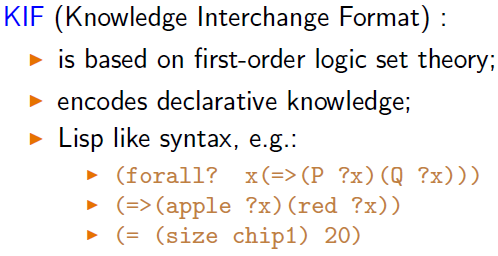 KIF (Knowledge Interchange Format) :
► is based on first-order logic set theory;
► encodes declarative knowledge;
► Lisp like syntax, e.g.:
► (forall? x(=>(P ?x)(Q ?x)))
► (=>(apple ?x)(red ?x))
► (= (size chip1) 20)